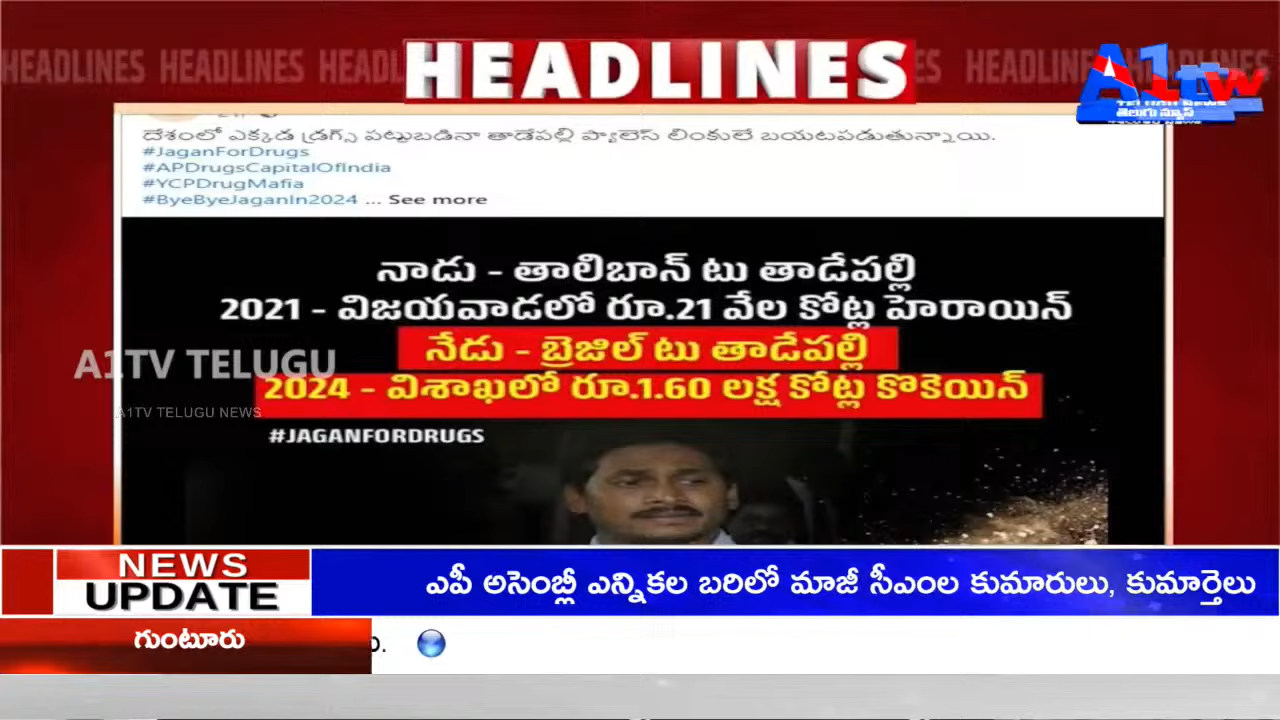 HEADLINES
HEADLINES HEADLINES
A1tv
తెలుగు న్యూస్
దేశంలో ఎక్కడ డ్రగ్స్ పట్టుబడినా తాడేపల్లి ప్యాలెస్ లింకులే బయటపడుతున్నాయి.
#JaganForDrugs
#APDrugsCapitalOfIndia
#YCPDrugMafia
#ByeByeJaganIn2024 ... See more
నాడు - తాలిబాన్ టు తాడేపల్లి
2021 - విజయవాడలో రూ.21 వేల కోట్ల హెరాయిన్
నేడు - బ్రెజిల్ టు తాడేపల్లి
2024 - విశాఖలో రూ.1.60 లక్ష కోట్ల కొకెయిన్
A1TV TELUGU
A1TV TELUGU NEWS
#JAGANFORDRUGS
NEWS
UPDATE
ఏపీ అసెంబ్లీ ఎన్నికల బరిలో మాజీ సీఎంల కుమారులు, కుమార్తెలు
గుంటూరు